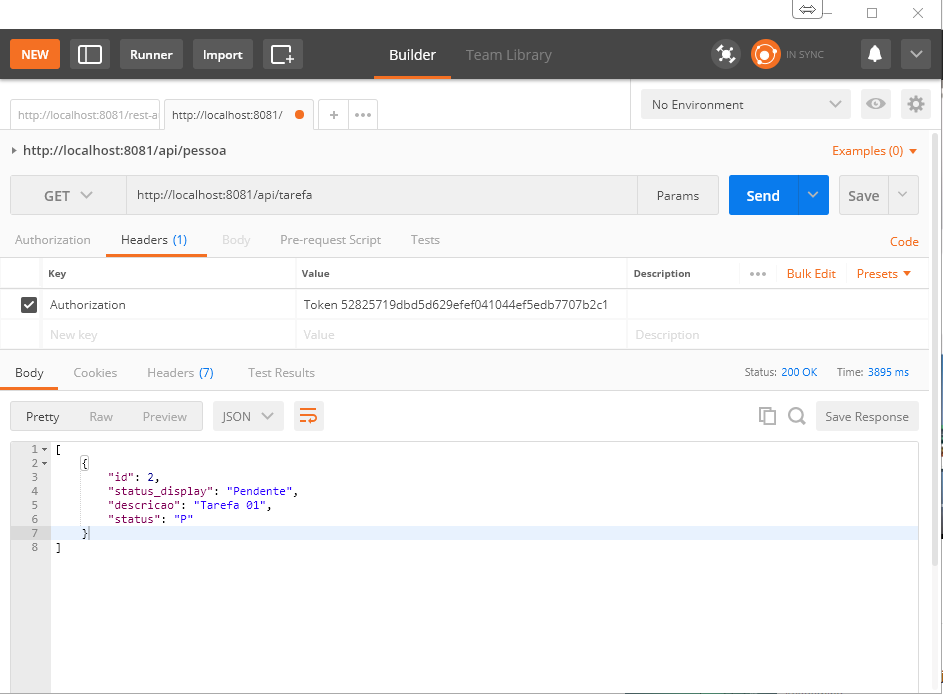 NEW Runner Import Builder Team Library IN SYNC
http://localhost:8081/rest-a http://localhost:8081/ + ••• No Environment
http://localhost:8081/api/pessoa Examples (0)
GET http://localhost:8081/api/tarefa Params Send Save
Authorization Headers (1) Body Pre-request Script Tests Code
Key Value Description ••• Bulk Edit Presets
Authorization Token 52825719dbd5d629efef041044ef5edb7707b2c1
New key Value Description
Body Cookies Headers (7) Test Results Status: 200 OK Time: 3895 ms
Pretty Raw Preview JSON Save Response
1 [
2 {
3 "id": 2,
4 "status_display": "Pendente",
5 "descricao": "Tarefa 01",
6 "status": "P"
7 }
8 ]